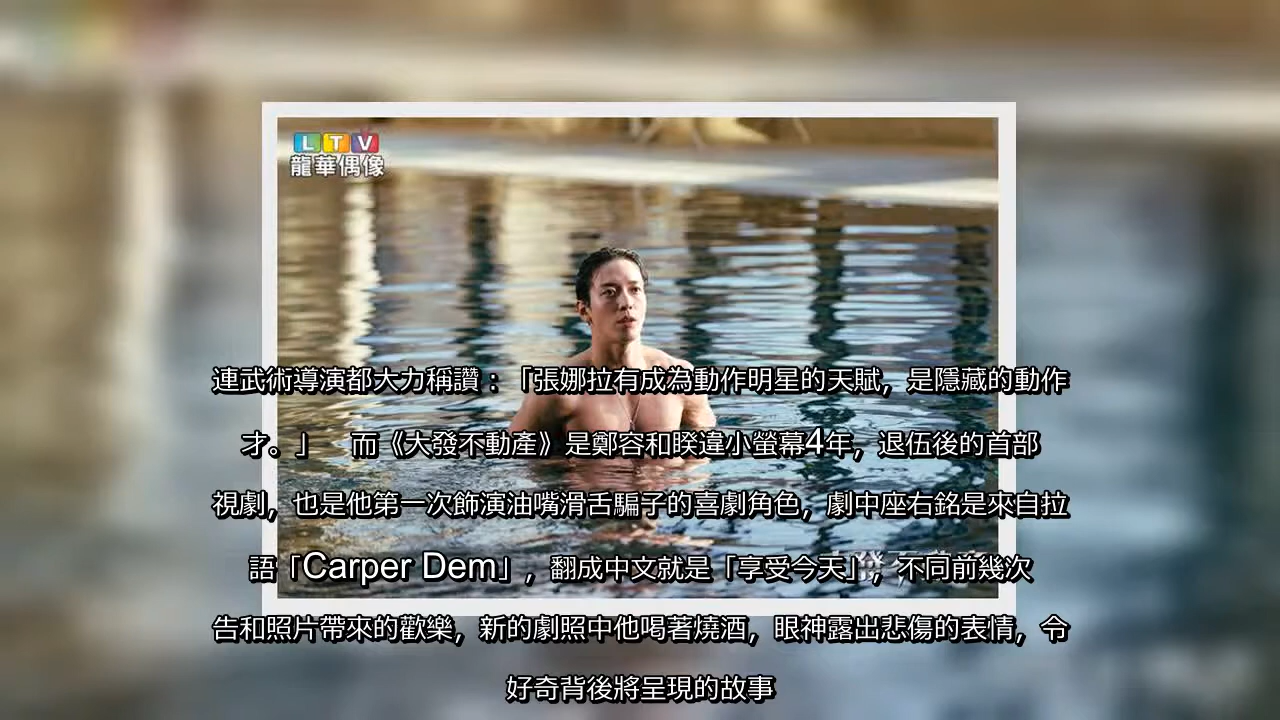 LTV
龍華偶像
連武術導演都大力稱讚：「張娜拉有成為動作明星的天賦，是隱藏的動作
才。」 而《大發不動產》是鄭容和睽違小螢幕4年，退伍後的首部
視劇，也是他第一次飾演油嘴滑舌騙子的喜劇角色，劇中座右銘是來自拉
語「Carper Dem」，翻成中文就是「享受今天」，不同前幾次
告和照片帶來的歡樂，新的劇照中他喝著燒酒，眼神露出悲傷的表情，令
好奇背後將呈現的故事